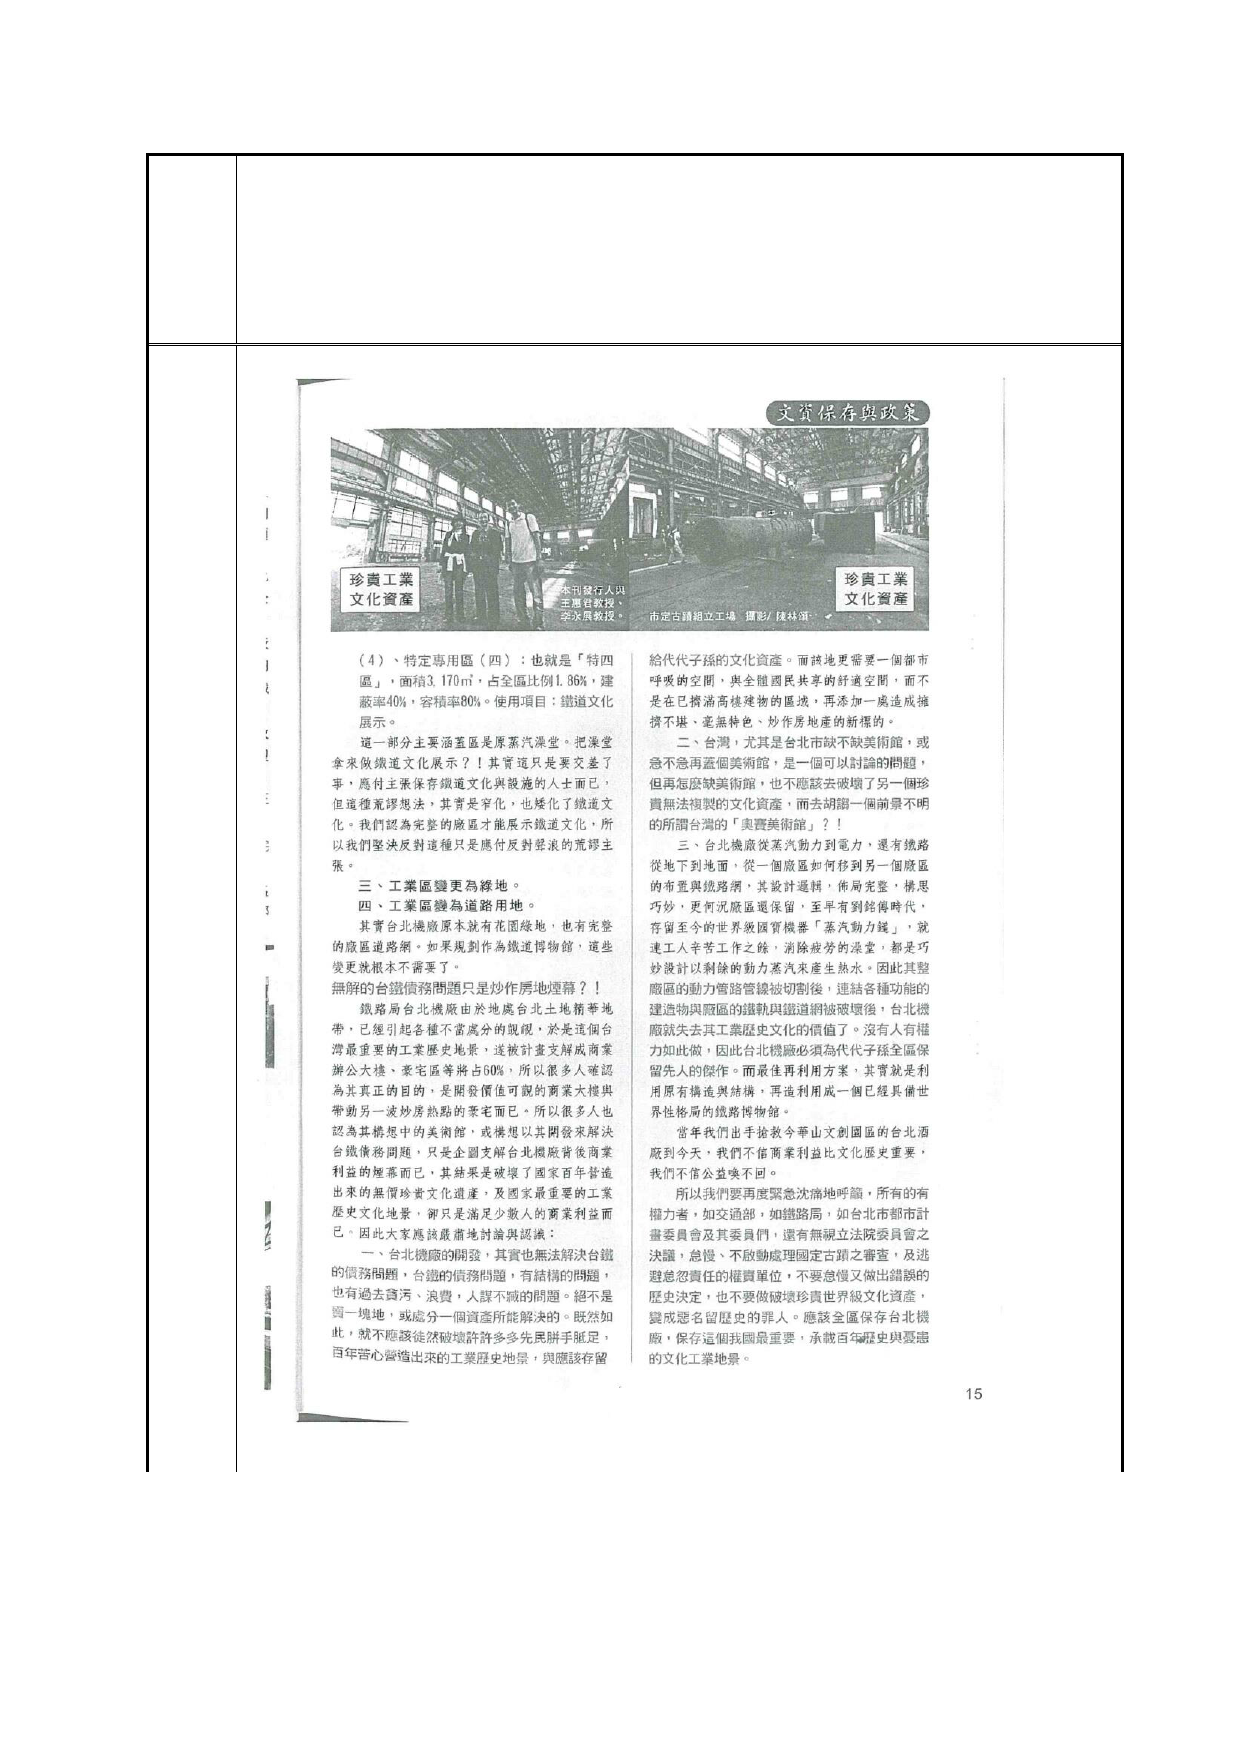 文資保存與政策
珍貴工業
文化資產
本刊發行人與
王惠君教授、
李永展教授。
市定古蹟組立工場 攝影/ 陳林頌
珍貴工業
文化資產
(4)、特定專用區(四):也就是「特四
區」,面積3,170㎡,占全區比例1.86%,建
蔽率40%,容積率80%。使用項目:鐵道文化
展示。
這一部分主要涵蓋區是原蒸汽澡堂。把澡堂
拿來做鐵道文化展示?!其實這只是要交差了
事,應付主張保存鐵道文化與設施的人士而已,
但這種荒謬想法,其實是窄化,也矮化了鐵道文
化。我們認為完整的廠區才能展示鐵道文化,所
以我們堅決反對這種只是應付反對聲浪的荒謬主
張。
三、工業區變更為綠地。
四、工業區變為道路用地。
其實台北機廠原本就有花園綠地,也有完整
的廠區道路網。如果規劃作為鐵道博物館,這些
變更就根本不需要了。
無解的台鐵債務問題只是炒作房地煙幕?!
鐵路局台北機廠由於地處台北土地精華地
帶,已經引起各種不當處分的覬覦,於是這個台
灣最重要的工業歷史地景,遂被計畫支解成商業
辦公大樓、豪宅區等將占60%,所以很多人確認
為其真正的目的,是開發價值可觀的商業大樓與
帶動另一波炒房熱點的豪宅而已。所以很多人也
認為其構想中的美術館,或構想以其開發來解決
台鐵債務問題,只是企圖支解台北機廠背後商業
利益的煙幕而已,其結果是破壞了國家百年營造
出來的無價珍貴文化遺產,及國家最重要的工業
歷史文化地景,卻只是滿足少數人的商業利益而
已。因此大家應該嚴肅地討論與認識:
一、台北機廠的開發,其實也無法解決台鐵
的債務問題,台鐵的債務問題,有結構的問題,
也有過去貪污、浪費,人謀不臧的問題。絕不是
賣一塊地,或處分一個資產所能解決的。既然如
此,就不應該徒然破壞許許多多先民胼手胝足,
百年苦心營造出來的工業歷史地景,與應該存留
給代代子孫的文化資產。而該地更需要一個都市
呼吸的空間,與全體國民共享的舒適空間,而不
是在已擠滿高樓建物的區域,再添加一處造成擁
擠不堪、毫無特色、炒作房地產的新標的。
二、台灣,尤其是台北市缺不缺美術館,或
急不急再蓋個美術館,是一個可以討論的問題,
但再怎麼缺美術館,也不應該去破壞了另一個珍
貴無法複製的文化資產,而去胡謅一個前景不明
的所謂台灣的「奧賽美術館」?!
三、台北機廠從蒸汽動力到電力,還有鐵路
從地下到地面,從一個廠區如何移到另一個廠區
的布置與鐵路網,其設計邏輯,佈局完整,構思
巧妙,更何況廠區還保留,至早有劉銘傳時代,
存留至今的世界級國寶機器「蒸汽動力錘」,就
連工人辛苦工作之餘,消除疲勞的澡堂,都是巧
妙設計以剩餘的動力蒸汽來產生熱水。因此其整
廠區的動力管路管線被切割後,連結各種功能的
建造物與廠區的鐵軌與鐵道網被破壞後,台北機
廠就失去其工業歷史文化的價值了。沒有人有權
力如此做,因此台北機廠必須為代代子孫全區保
留先人的傑作。而最佳再利用方案,其實就是利
用原有構造與結構,再造利用成一個已經具備世
界性格局的鐵路博物館。
當年我們出手搶救今華山文創園區的台北酒
廠到今天,我們不信商業利益比文化歷史重要,
我們不信公益喚不回。
所以我們要再度緊急沈痛地呼籲,所有的有
權力者,如交通部,如鐵路局,如台北市都市計
畫委員會及其委員們,還有無視立法院委員會之
決議,怠慢、不啟動處理國定古蹟之審查,及逃
避怠忽責任的權責單位,不要怠慢又做出錯誤的
歷史決定,也不要做破壞珍貴世界級文化資產,
變成惡名留歷史的罪人。應該全區保存台北機
廠,保存這個我國最重要,承載百年歷史與憂患
的文化工業地景。
15